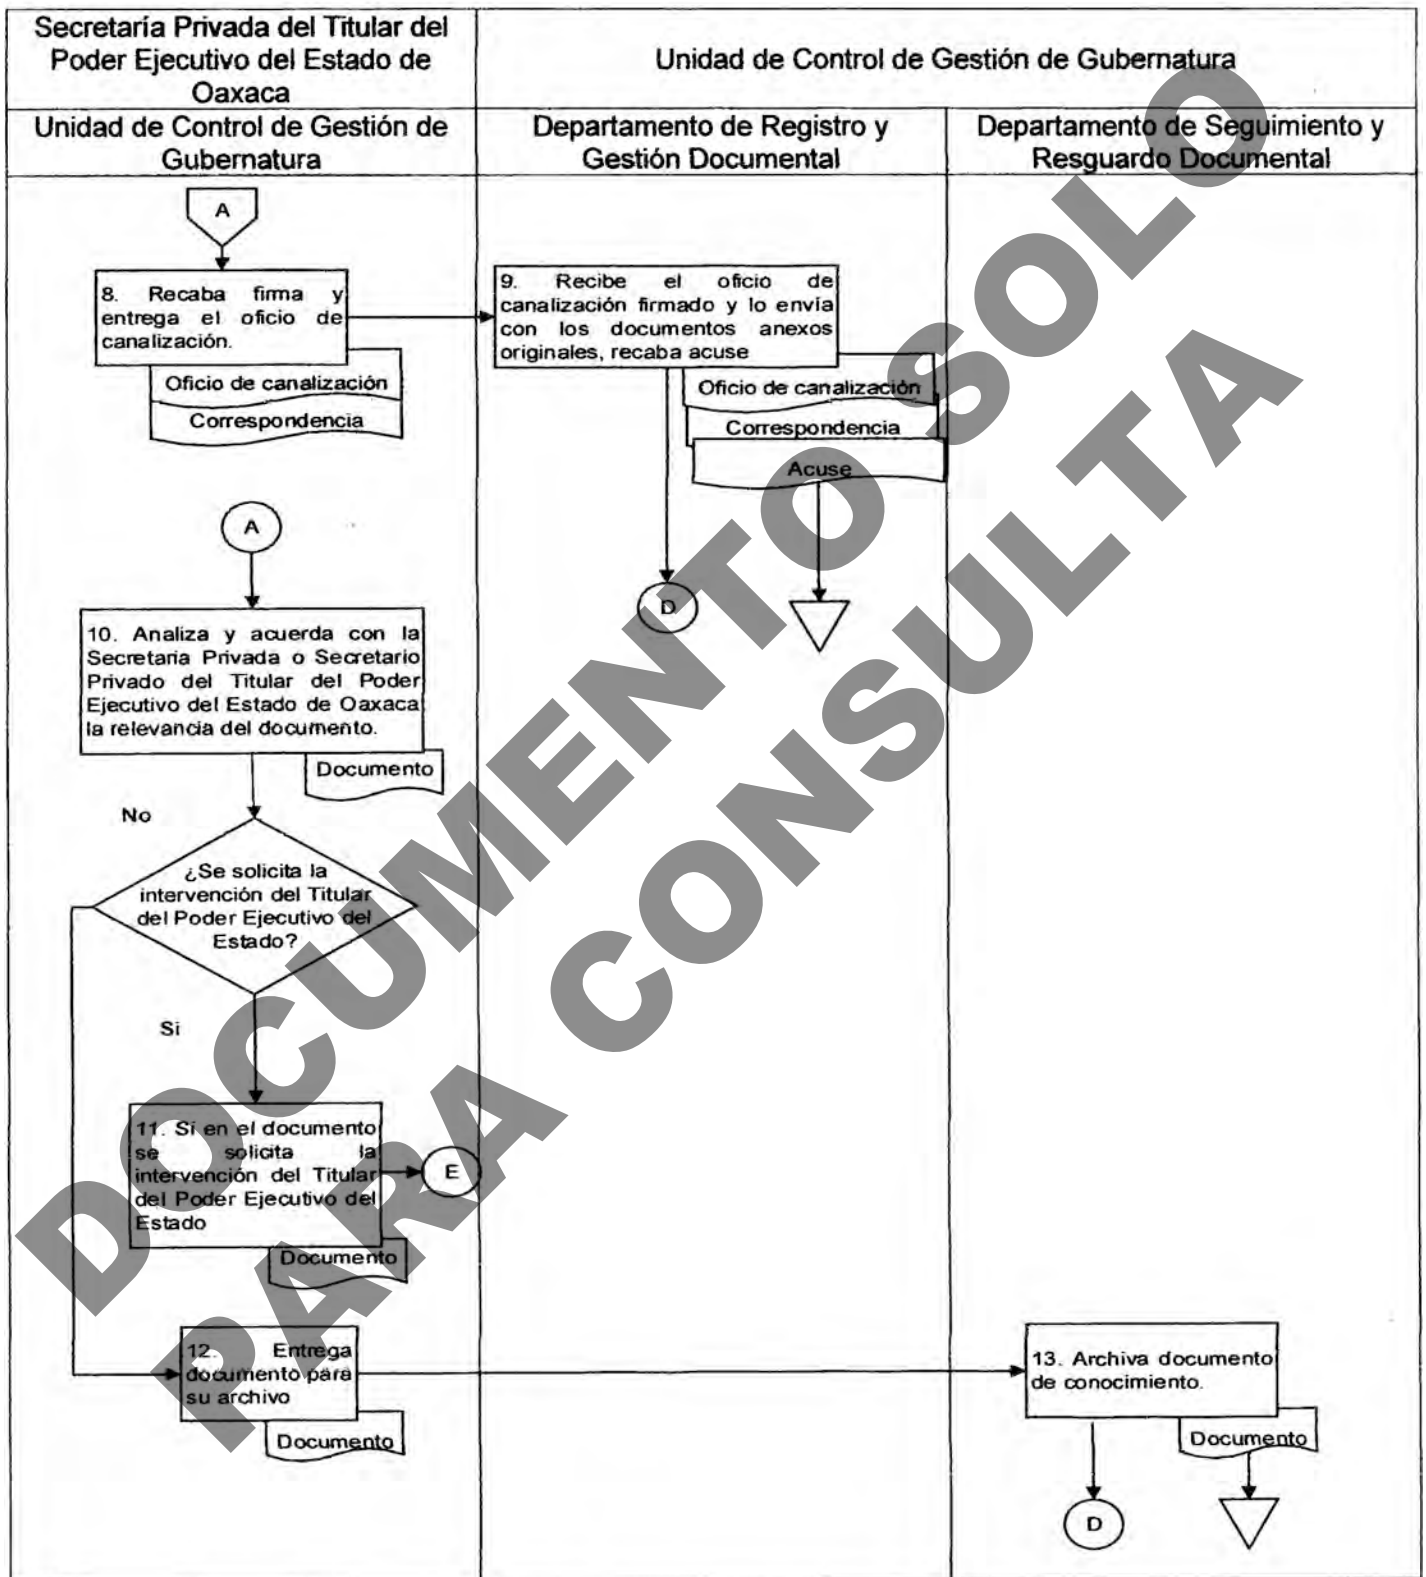 Secretaría Privada del Titular del
Poder Ejecutivo del Estado de
Oaxaca
Unidad de Control de Gestión de Gubernatura
Unidad de Control de Gestión de
Gubernatura
Departamento de Registro y
Gestión Documental
Departamento de Seguimiento y
Resguardo Documental
A
8. Recaba firma y
entrega el oficio de
canalización.
Oficio de canalización
Correspondencia
9. Recibe el oficio de
canalización firmado y lo envía
con los documentos anexos
originales, recaba acuse
Oficio de canalización
Correspondencia
Acuse
D
A
10. Analiza y acuerda con la
Secretaria Privada o Secretario
Privado del Titular del Poder
Ejecutivo del Estado de Oaxaca
la relevancia del documento.
Documento
No
¿Se solicita la
intervención del Titular
del Poder Ejecutivo del
Estado?
Si
11. Si en el documento
se solicita la
intervención del Titular
del Poder Ejecutivo del
Estado
E
Documento
12. Entrega
documento para
su archivo
Documento
13. Archiva documento
de conocimiento.
Documento
D
DOCUMENTO SOLO
PARA CONSULTA